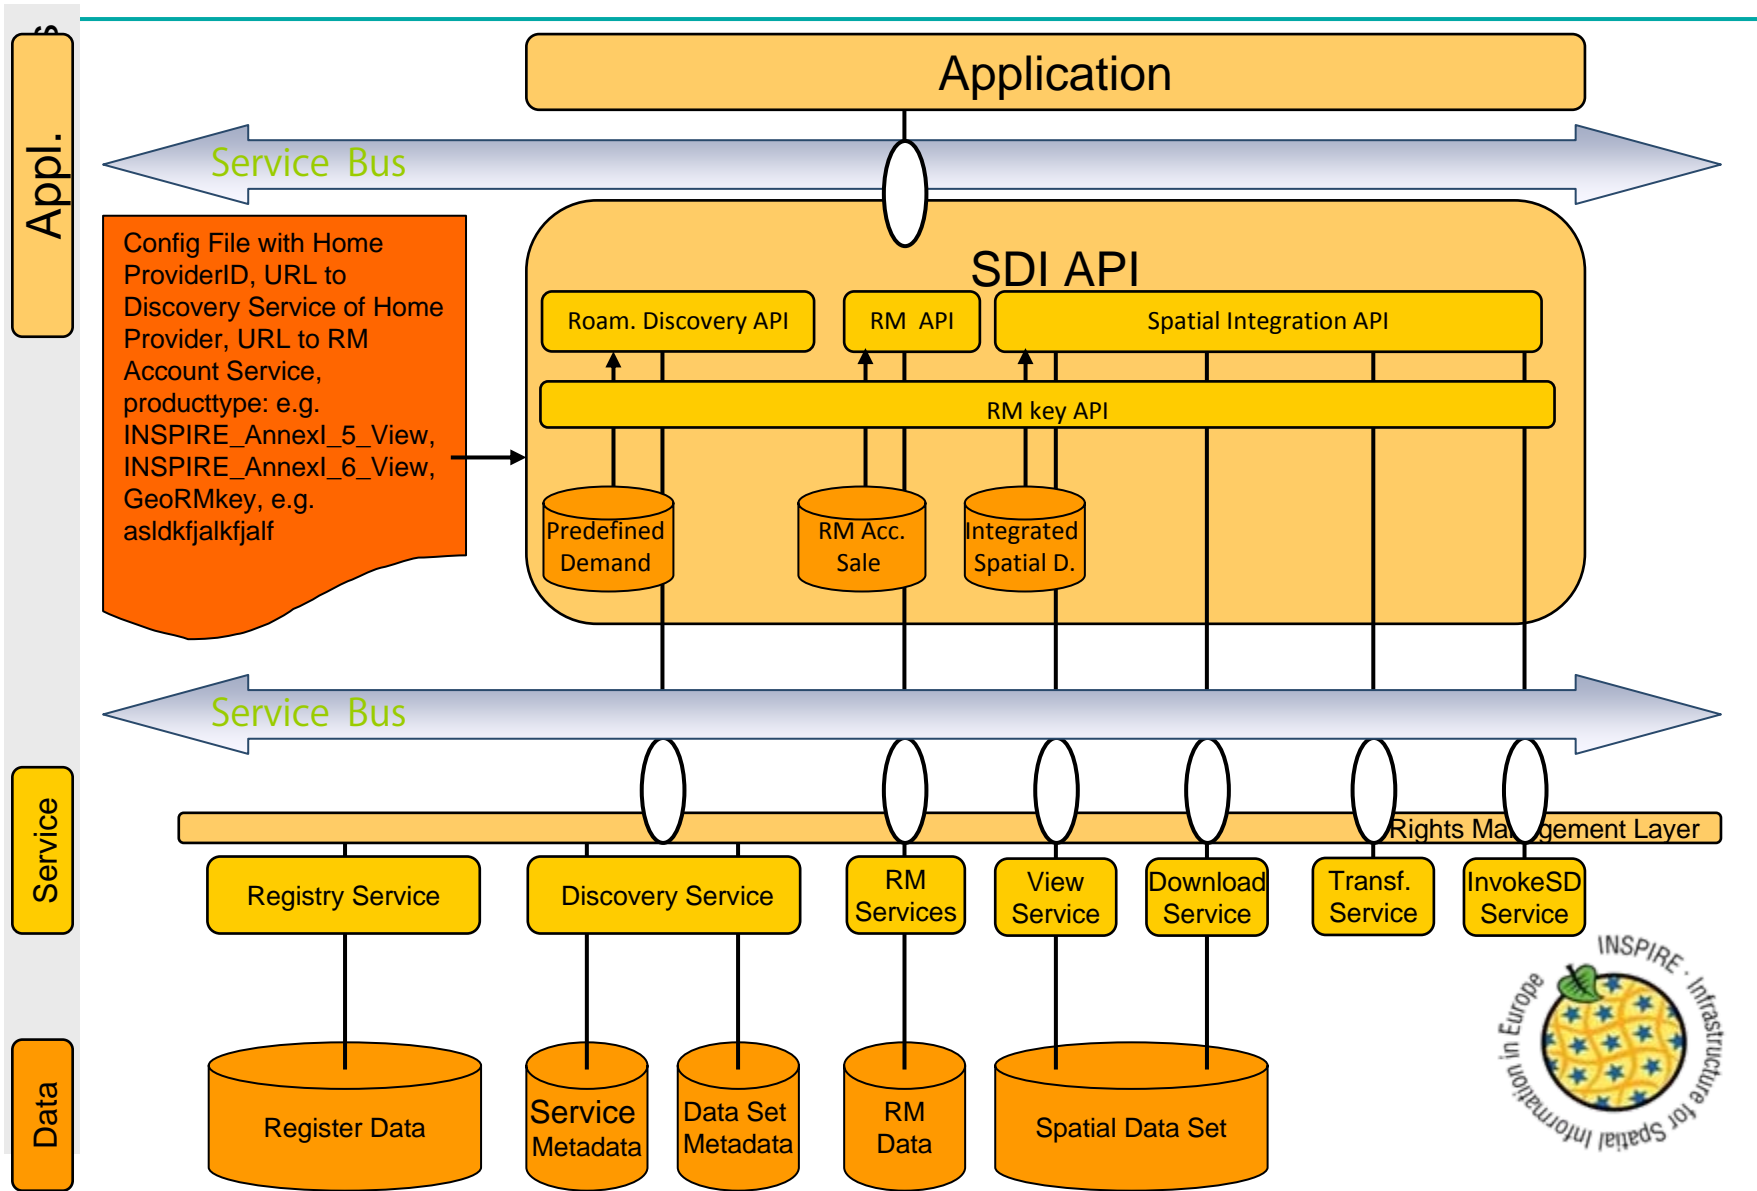 Appl.
Application
Service Bus
Config File with Home
ProviderID, URL to
Discovery Service of Home
Provider, URL to RM
Account Service,
producttype: e.g.
INSPIRE_AnnexI_5_View,
INSPIRE_AnnexI_6_View,
GeoRMkey, e.g.
asldkfjalkfjalf
SDI API
Roam. Discovery API
RM API
Spatial Integration API
RM key API
Predefined
Demand
RM Acc.
Sale
Integrated
Spatial D.
Service Bus
Service
Rights Management Layer
Registry Service
Discovery Service
RM
Services
View
Service
Download
Service
Transf.
Service
InvokeSD
Service
Data
Register Data
Service
Metadata
Data Set
Metadata
RM
Data
Spatial Data Set
INSPIRE · Infrastructure for Spatial Information in Europe